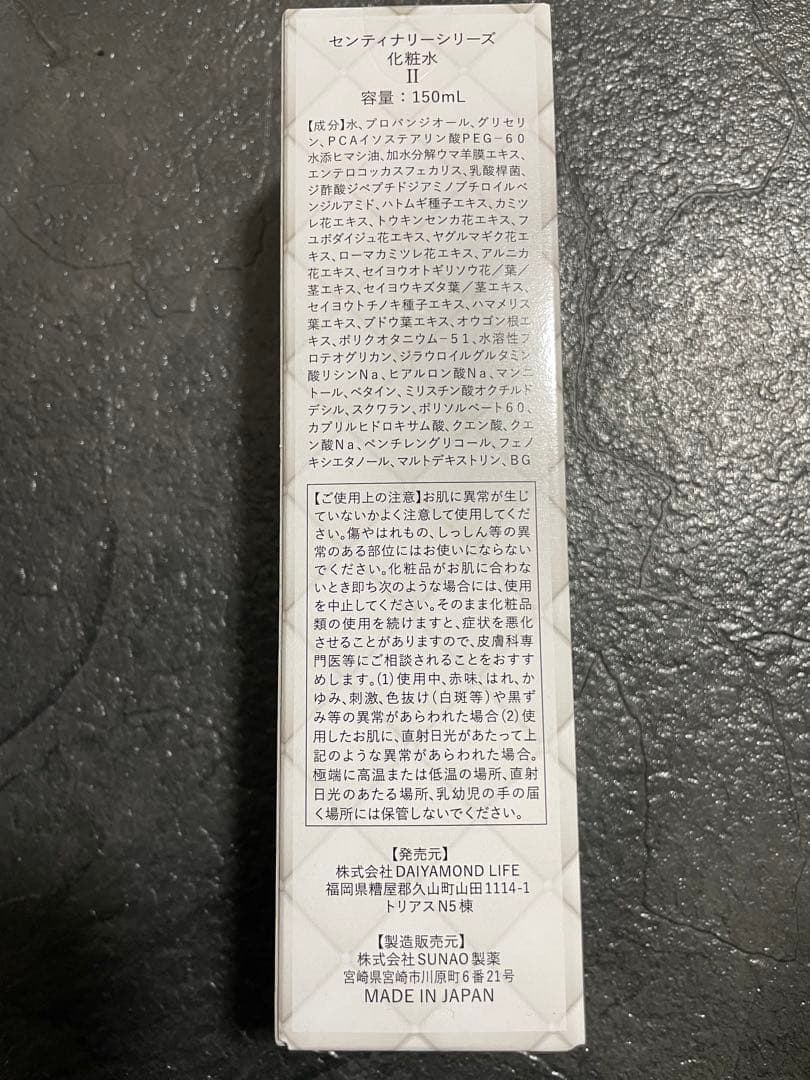 センティナリーシリーズ
化粧水
II
容量：150mL
【成分】水、プロパンジオール、グリセリ
ン、PCAイソステアリン酸PEG－60
水添ヒマシ油、加水分解ウマ羊膜エキス、
エンテロコッカスフェカリス、乳酸桿菌、
ジ酢酸ジペプチドジアミノブチロイルベ
ンジルアミド、ハトムギ種子エキス、カミツ
レ花エキス、トウキンセンカ花エキス、フ
ユボダイジュ花エキス、ヤグルマギク花エ
キス、ローマカミツレ花エキス、アルニカ
花エキス、セイヨウオトギリソウ花／葉／
茎エキス、セイヨウキズタ葉／茎エキス、
セイヨウトチノキ種子エキス、ハマメリス
葉エキス、ブドウ葉エキス、オウゴン根エ
キス、ポリクオタニウム－51、水溶性プ
ロテオグリカン、ジラウロイルグルタミン
酸リシンNa、ヒアルロン酸Na、マンニ
トール、ベタイン、ミリスチン酸オクチルド
デシル、スクワラン、ポリソルベート60、
カプリルヒドロキサム酸、クエン酸、クエ
ン酸Na、ペンチレングリコール、フェノ
キシエタノール、マルトデキストリン、BG
【ご使用上の注意】お肌に異常が生じ
ていないかよく注意して使用してくだ
さい。傷やはれもの、しっしん等の異
常のある部位にはお使いにならない
でください。化粧品がお肌に合わな
いとき即ち次のような場合には、使用
を中止してください。そのまま化粧品
類の使用を続けますと、症状を悪化
させることがありますので、皮膚科専
門医等にご相談されることをおすす
めします。(1)使用中、赤味、はれ、か
ゆみ、刺激、色抜け(白斑等)や黒ず
み等の異常があらわれた場合(2)使
用したお肌に、直射日光があたって上
記のような異常があらわれた場合。
極端に高温または低温の場所、直射
日光のあたる場所、乳幼児の手の届
く場所には保管しないでください。
【発売元】
株式会社DAIYAMOND LIFE
福岡県糟屋郡久山町山田1114-1
トリアスN5棟
【製造販売元】
株式会社SUNAO製薬
宮崎県宮崎市川原町6番21号
MADE IN JAPAN